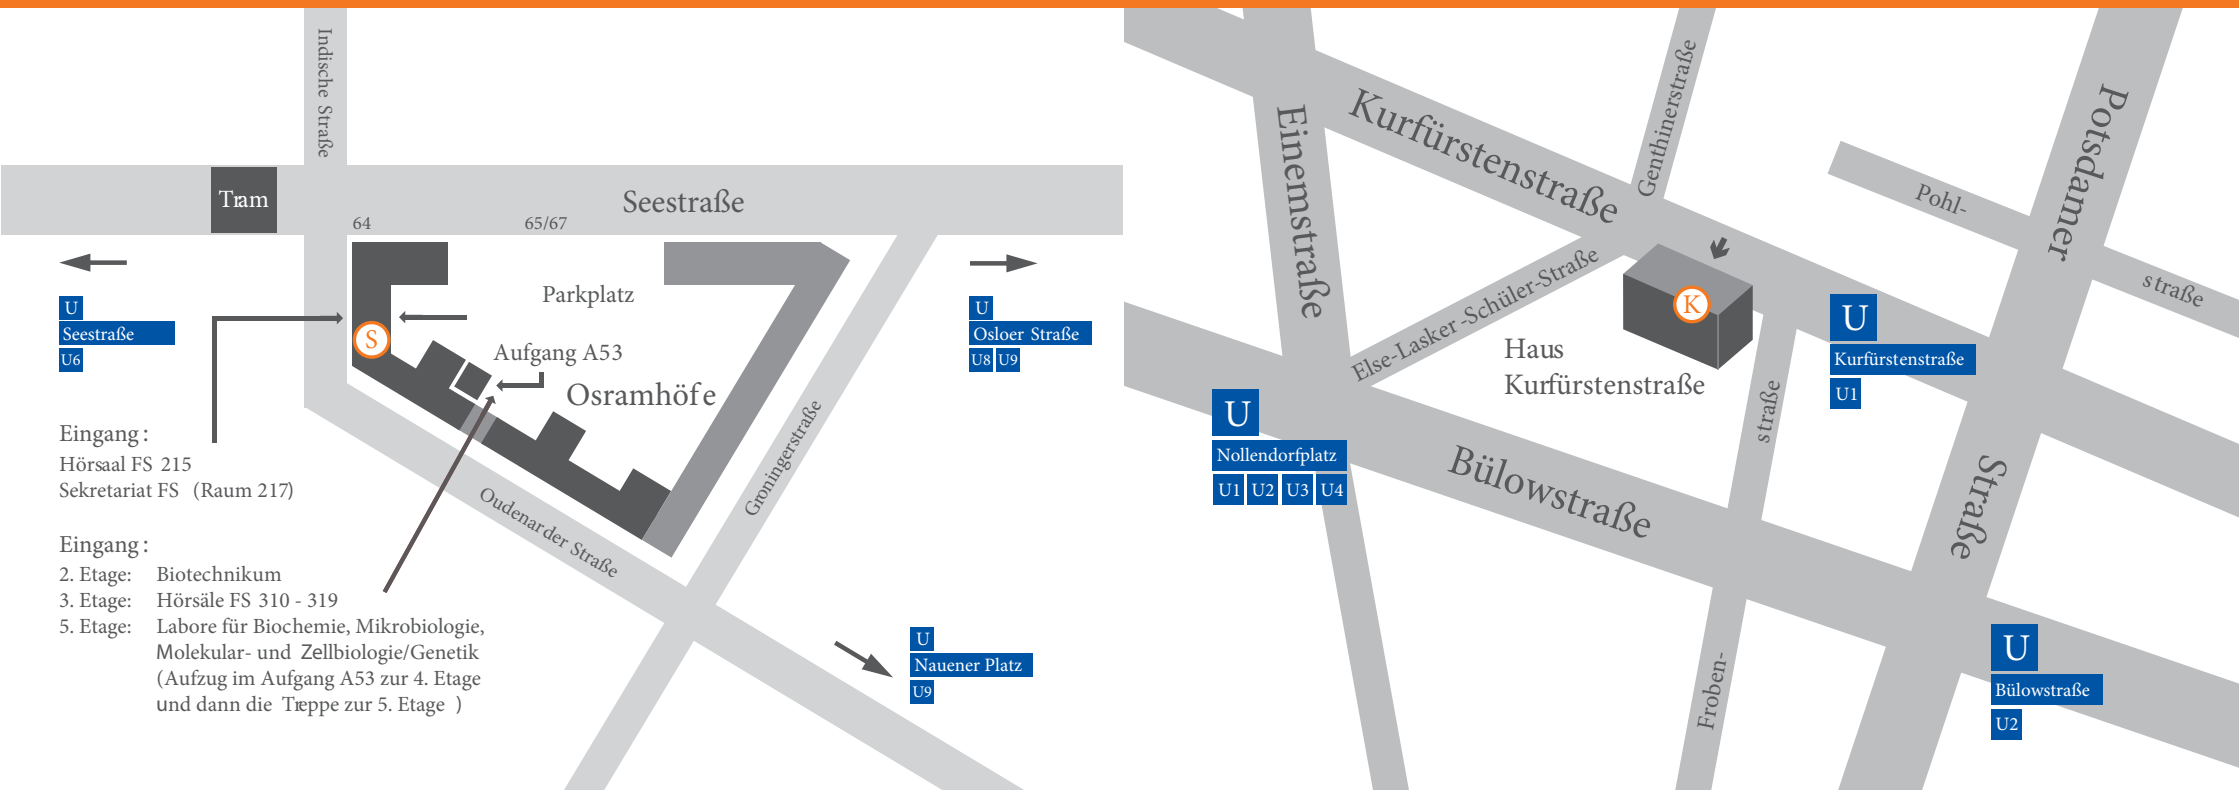 Indische Straße
Tram
Seestraße
64
65/67
Parkplatz
U
Seestraße
U6
S
Aufgang A53
Osramhöfe
U
Osloer Straße
U8 U9
Groningerstraße
Oudenarder Straße
Eingang :
Hörsaal FS 215
Sekretariat FS (Raum 217)
Eingang :
2. Etage: Biotechnikum
3. Etage: Hörsäle FS 310 - 319
5. Etage: Labore für Biochemie, Mikrobiologie,
Molekular- und Zellbiologie/Genetik
(Aufzug im Aufgang A53 zur 4. Etage
und dann die Treppe zur 5. Etage )
U
Nauener Platz
U9
Einemstraße
Kurfürstenstraße
Genthinerstraße
Potsdamer
Straße
Pohl-
straße
Else-Lasker-Schüler-Straße
K
Haus
Kurfürstenstraße
U
Kurfürstenstraße
U1
U
Nollendorfplatz
U1 U2 U3 U4
Bülowstraße
Froben-
straße
U
Bülowstraße
U2